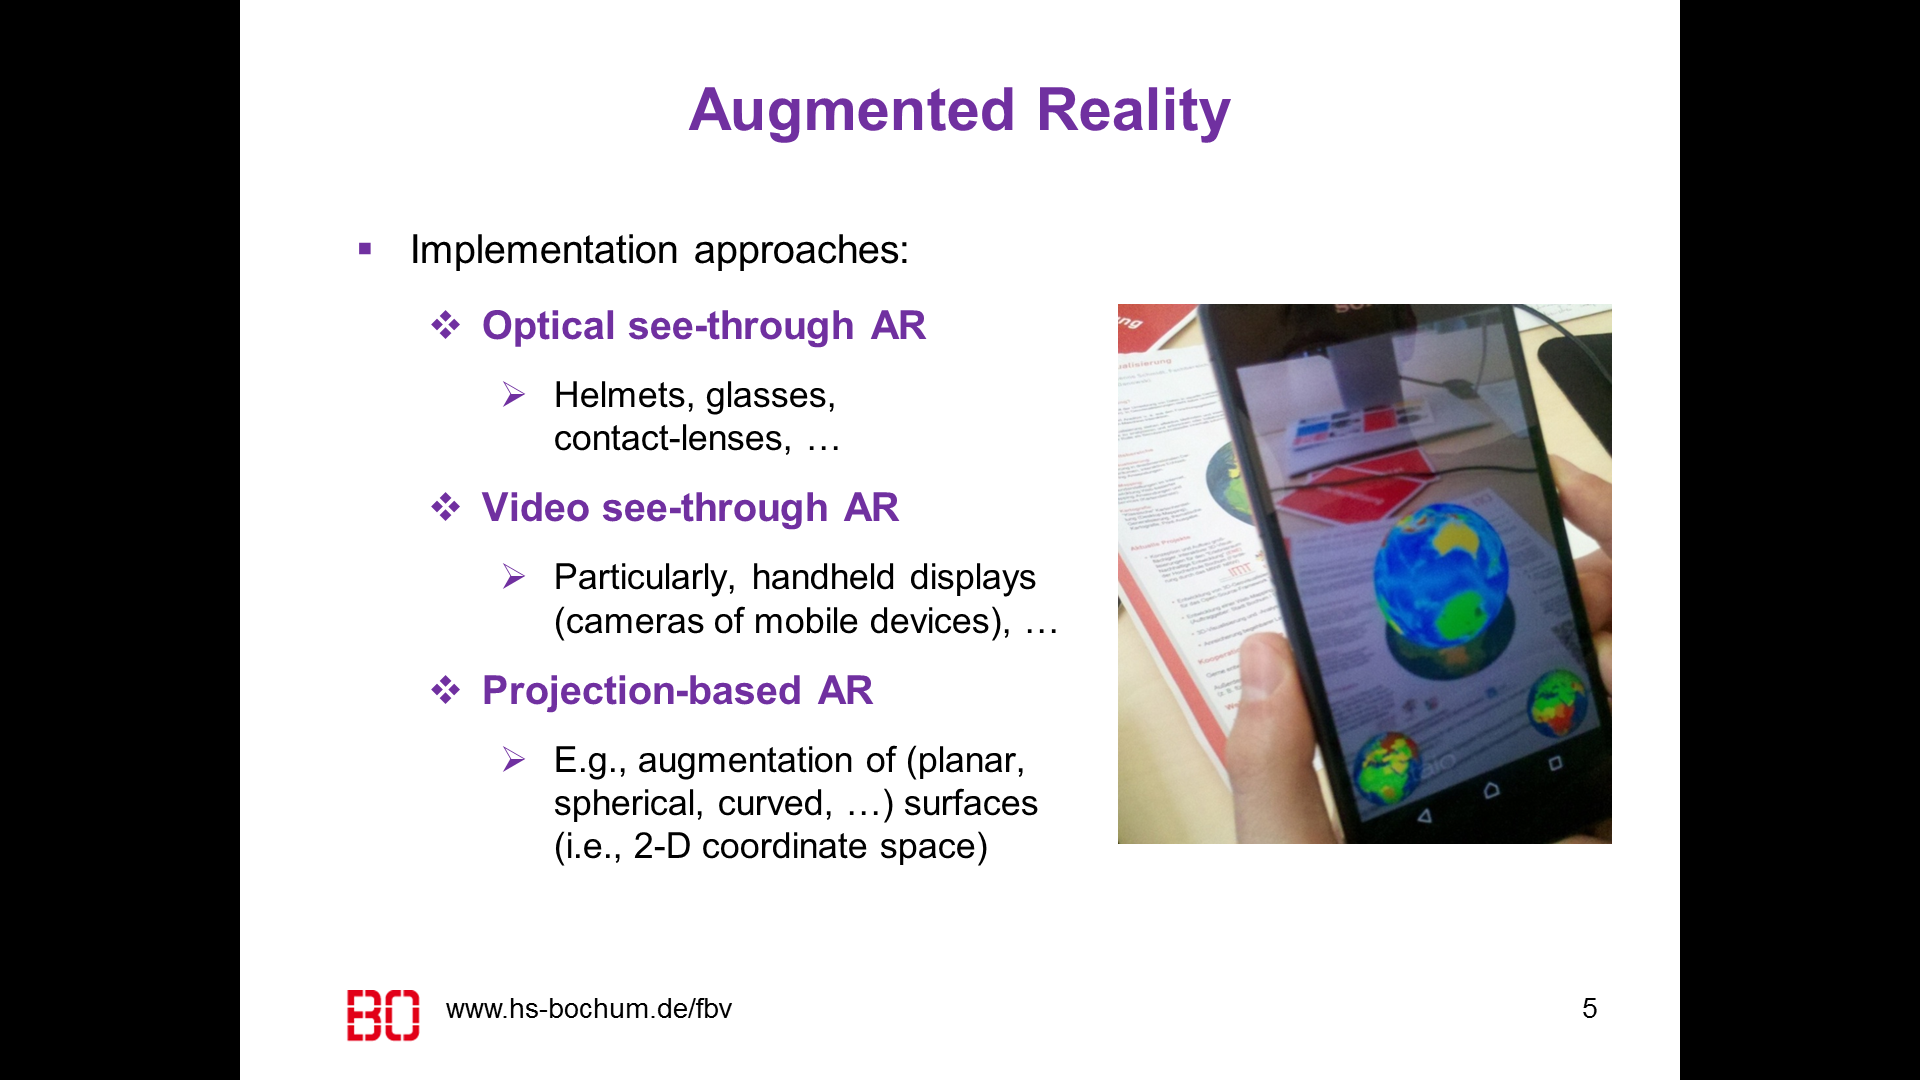 Augmented Reality
Implementation approaches:
Optical see-through AR
Helmets, glasses,
contact-lenses, …
Video see-through AR
Particularly, handheld displays
(cameras of mobile devices), …
Projection-based AR
E.g., augmentation of (planar,
spherical, curved, …) surfaces
(i.e., 2-D coordinate space)
BO
www.hs-bochum.de/fbv
5